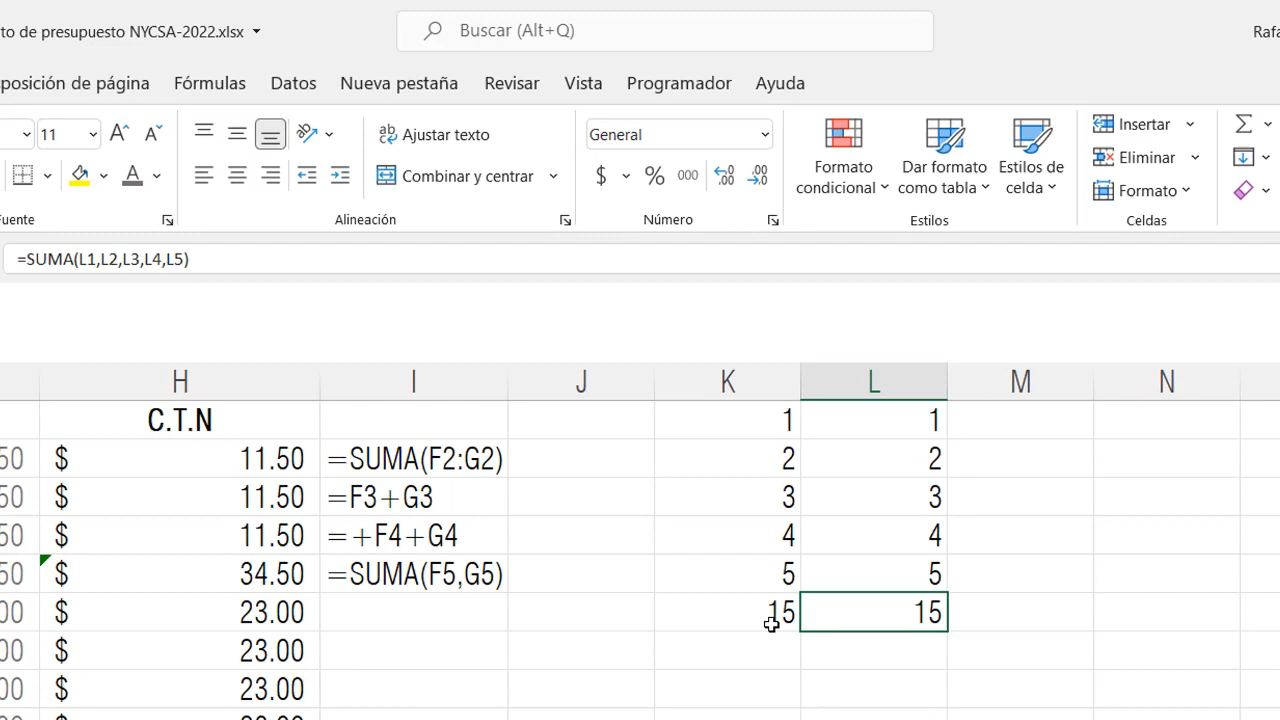 to de presupuesto NYCSA-2022.xlsx
Buscar (Alt+Q)
Rafa
sposición de página Fórmulas Datos Nueva pestaña Revisar Vista Programador Ayuda
11 A^ Aˇ ab Ajustar texto General Insertar Σ
A Combinar y centrar $ % 000 Formato condicional Dar formato como tabla Estilos de celda Eliminar
Formato
uente Alineación Número Estilos Celdas
=SUMA(L1,L2,L3,L4,L5)
H I J K L M N
C.T.N 1 1
50 $ 11.50 =SUMA(F2:G2) 2 2
50 $ 11.50 =F3+G3 3 3
50 $ 11.50 =+F4+G4 4 4
50 $ 34.50 =SUMA(F5,G5) 5 5
00 $ 23.00 15 15
00 $ 23.00
00 $ 23.00